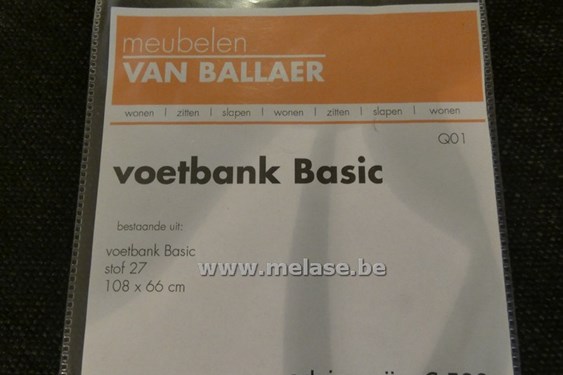 meubelen
VAN BALLAER
wonen | zitten | slapen | wonen | zitten | slapen | wonen
Q01
voetbank Basic
bestaande uit:
voetbank Basic
stof 27
108 x 66 cm
www.melase.be